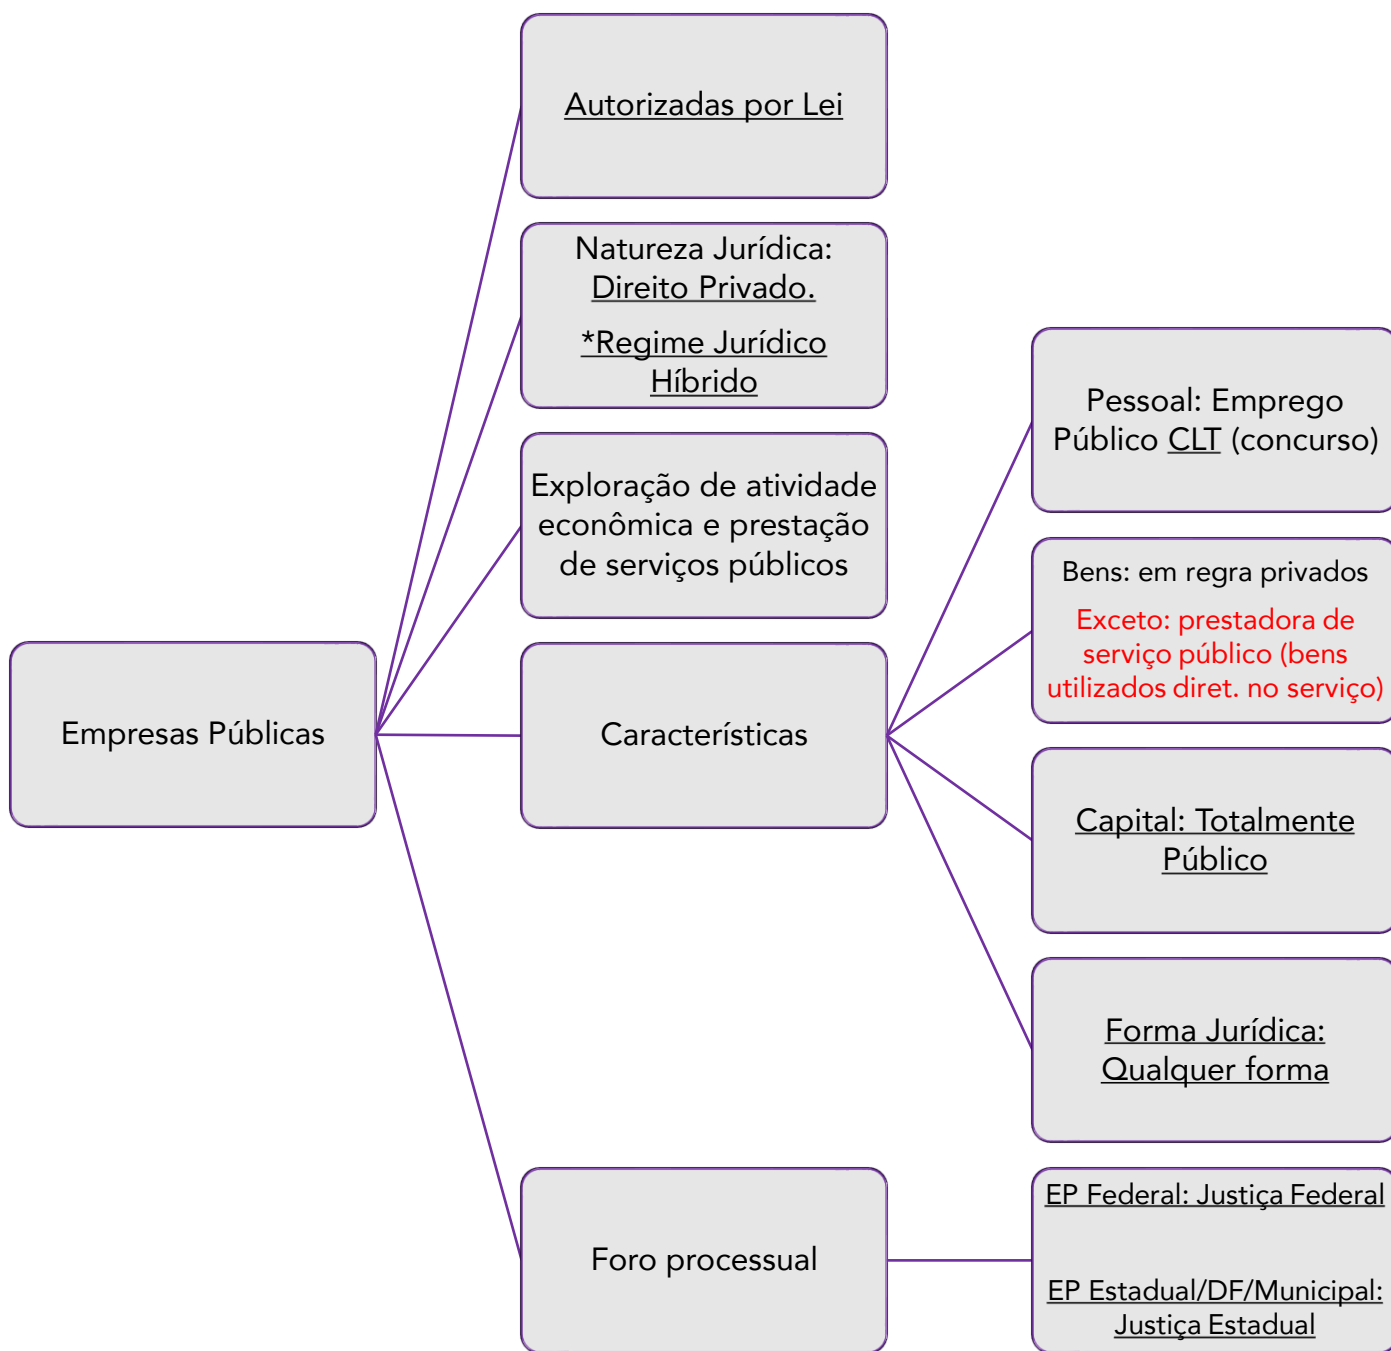 Autorizadas por Lei
Natureza Jurídica:
Direito Privado.
*Regime Jurídico
Híbrido
Exploração de atividade
econômica e prestação
de serviços públicos
Empresas Públicas
Características
Pessoal: Emprego
Público CLT (concurso)
Bens: em regra privados
Exceto: prestadora de
serviço público (bens
utilizados diret. no serviço)
Capital: Totalmente
Público
Forma Jurídica:
Qualquer forma
Foro processual
EP Federal: Justiça Federal
EP Estadual/DF/Municipal:
Justiça Estadual